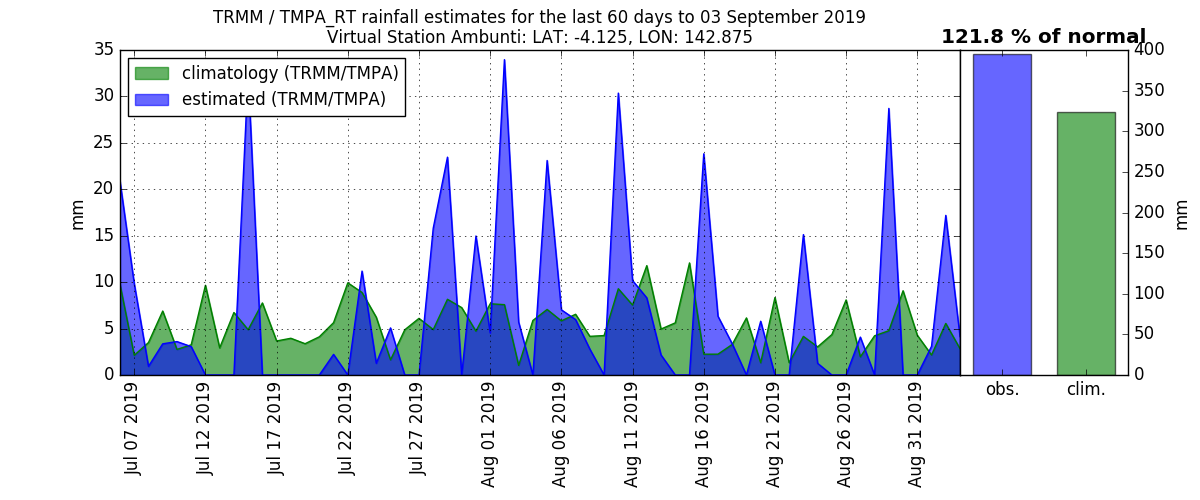 TRMM / TMPA_RT rainfall estimates for the last 60 days to 03 September 2019
Virtual Station Ambunti: LAT: -4.125, LON: 142.875
121.8 % of normal
climatology (TRMM/TMPA)
estimated (TRMM/TMPA)
35
30
25
20
15
10
5
0
mm
Jul 07 2019
Jul 12 2019
Jul 17 2019
Jul 22 2019
Jul 27 2019
Aug 01 2019
Aug 06 2019
Aug 11 2019
Aug 16 2019
Aug 21 2019
Aug 26 2019
Aug 31 2019
obs.
clim.
400
350
300
250
200
150
100
50
0
mm